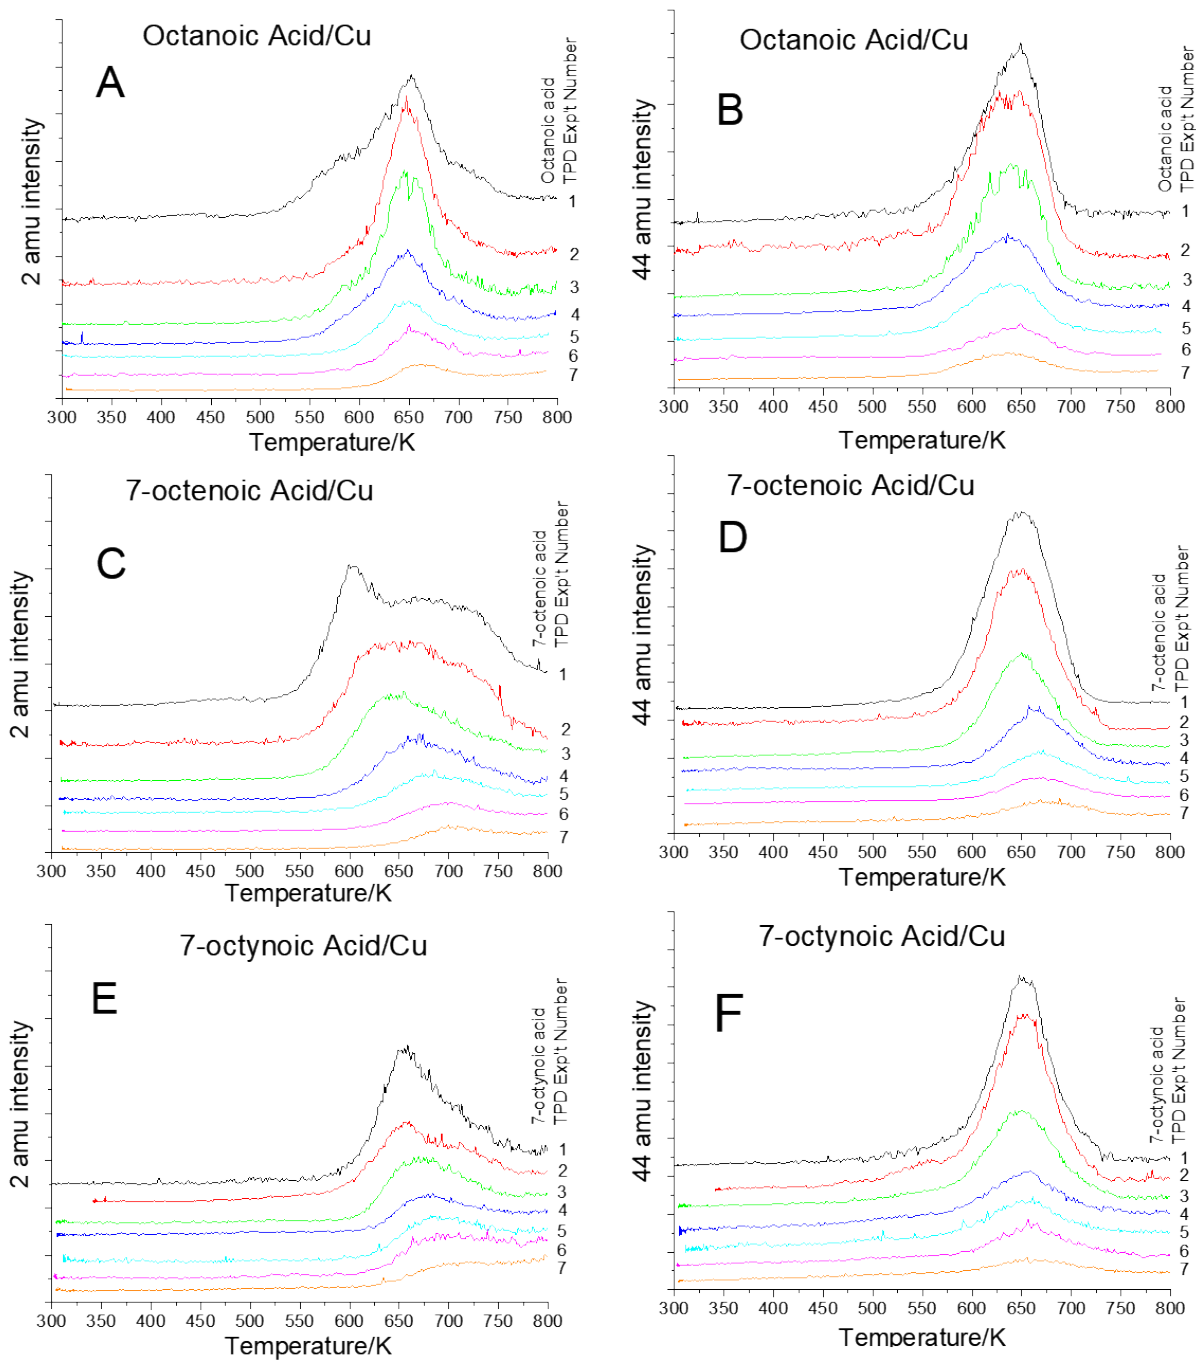 Octanoic Acid/Cu
A
2 amu intensity
Octanoic acid
TPD Exp't Number
1
2
3
4
5
6
7
300 350 400 450 500 550 600 650 700 750 800
Temperature/K
Octanoic Acid/Cu
B
44 amu intensity
Octanoic acid
TPD Exp't Number
1
2
3
4
5
6
7
300 350 400 450 500 550 600 650 700 750 800
Temperature/K
7-octenoic Acid/Cu
C
2 amu intensity
7-octenoic acid
TPD Exp't Number
1
2
3
4
5
6
7
300 350 400 450 500 550 600 650 700 750 800
Temperature/K
7-octenoic Acid/Cu
D
44 amu intensity
7-octenoic acid
TPD Exp't Number
1
2
3
4
5
6
7
300 350 400 450 500 550 600 650 700 750 800
Temperature/K
7-octynoic Acid/Cu
E
2 amu intensity
7-octynoic acid
TPD Exp't Number
1
2
3
4
5
6
7
300 350 400 450 500 550 600 650 700 750 800
Temperature/K
7-octynoic Acid/Cu
F
44 amu intensity
7-octynoic acid
TPD Exp't Number
1
2
3
4
5
6
7
300 350 400 450 500 550 600 650 700 750 800
Temperature/K